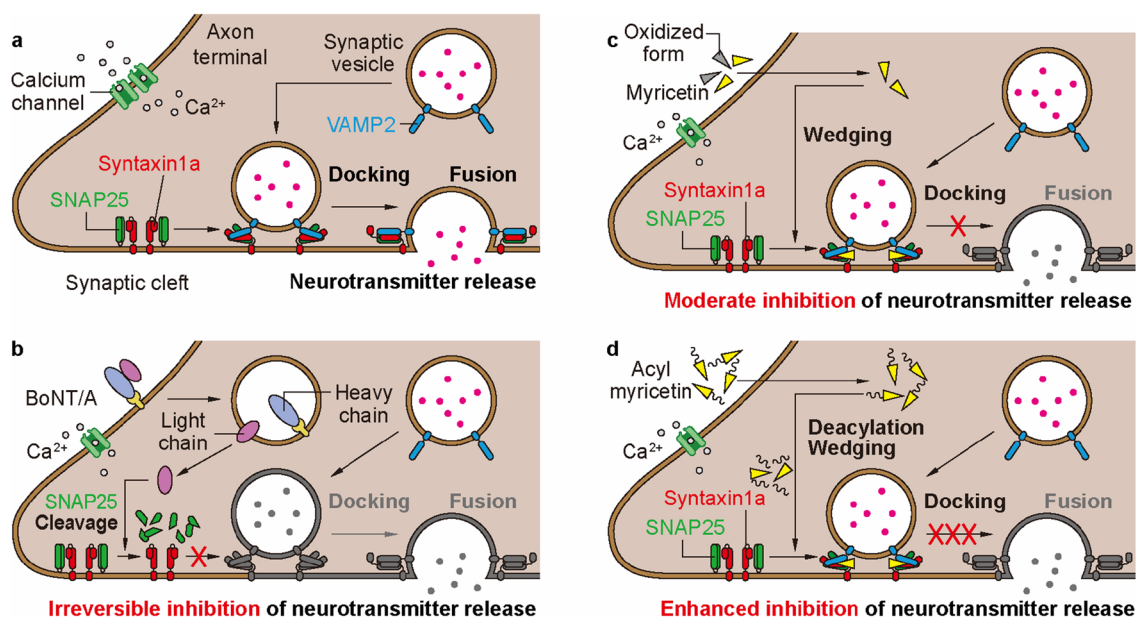 a
Axon
terminal
Synaptic
vesicle
Calcium
channel
Ca²⁺
VAMP2
Syntaxin1a
SNAP25
Docking
Fusion
Synaptic cleft
Neurotransmitter release
b
BoNT/A
Heavy
chain
Light
chain
Ca²⁺
SNAP25
Cleavage
Docking
Fusion
Irreversible inhibition of neurotransmitter release
c
Oxidized
form
Myricetin
Ca²⁺
Wedging
Syntaxin1a
SNAP25
Docking
Fusion
Moderate inhibition of neurotransmitter release
d
Acyl
myricetin
Ca²⁺
Deacylation
Wedging
Syntaxin1a
SNAP25
Docking
Fusion
Enhanced inhibition of neurotransmitter release